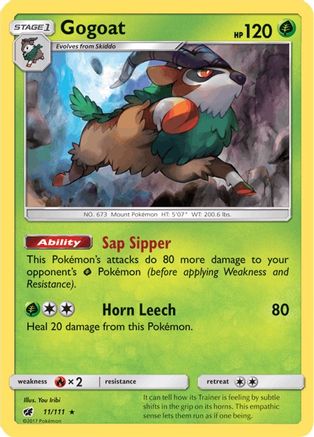 STAGE 1 Gogoat HP 120
Evolves from Skiddo
NO. 673 Mount Pokémon HT: 5'07" WT: 200.6 lbs.
Ability Sap Sipper
This Pokémon's attacks do 80 more damage to your
opponent's Pokémon (before applying Weakness and
Resistance).
Horn Leech 80
Heal 20 damage from this Pokémon.
weakness ×2 resistance retreat
Illus. You Iribi
11/111 ★
©2017 Pokémon
It can tell how its Trainer is feeling by subtle
shifts in the grip on its horns. This empathic
sense lets them run as if one being.